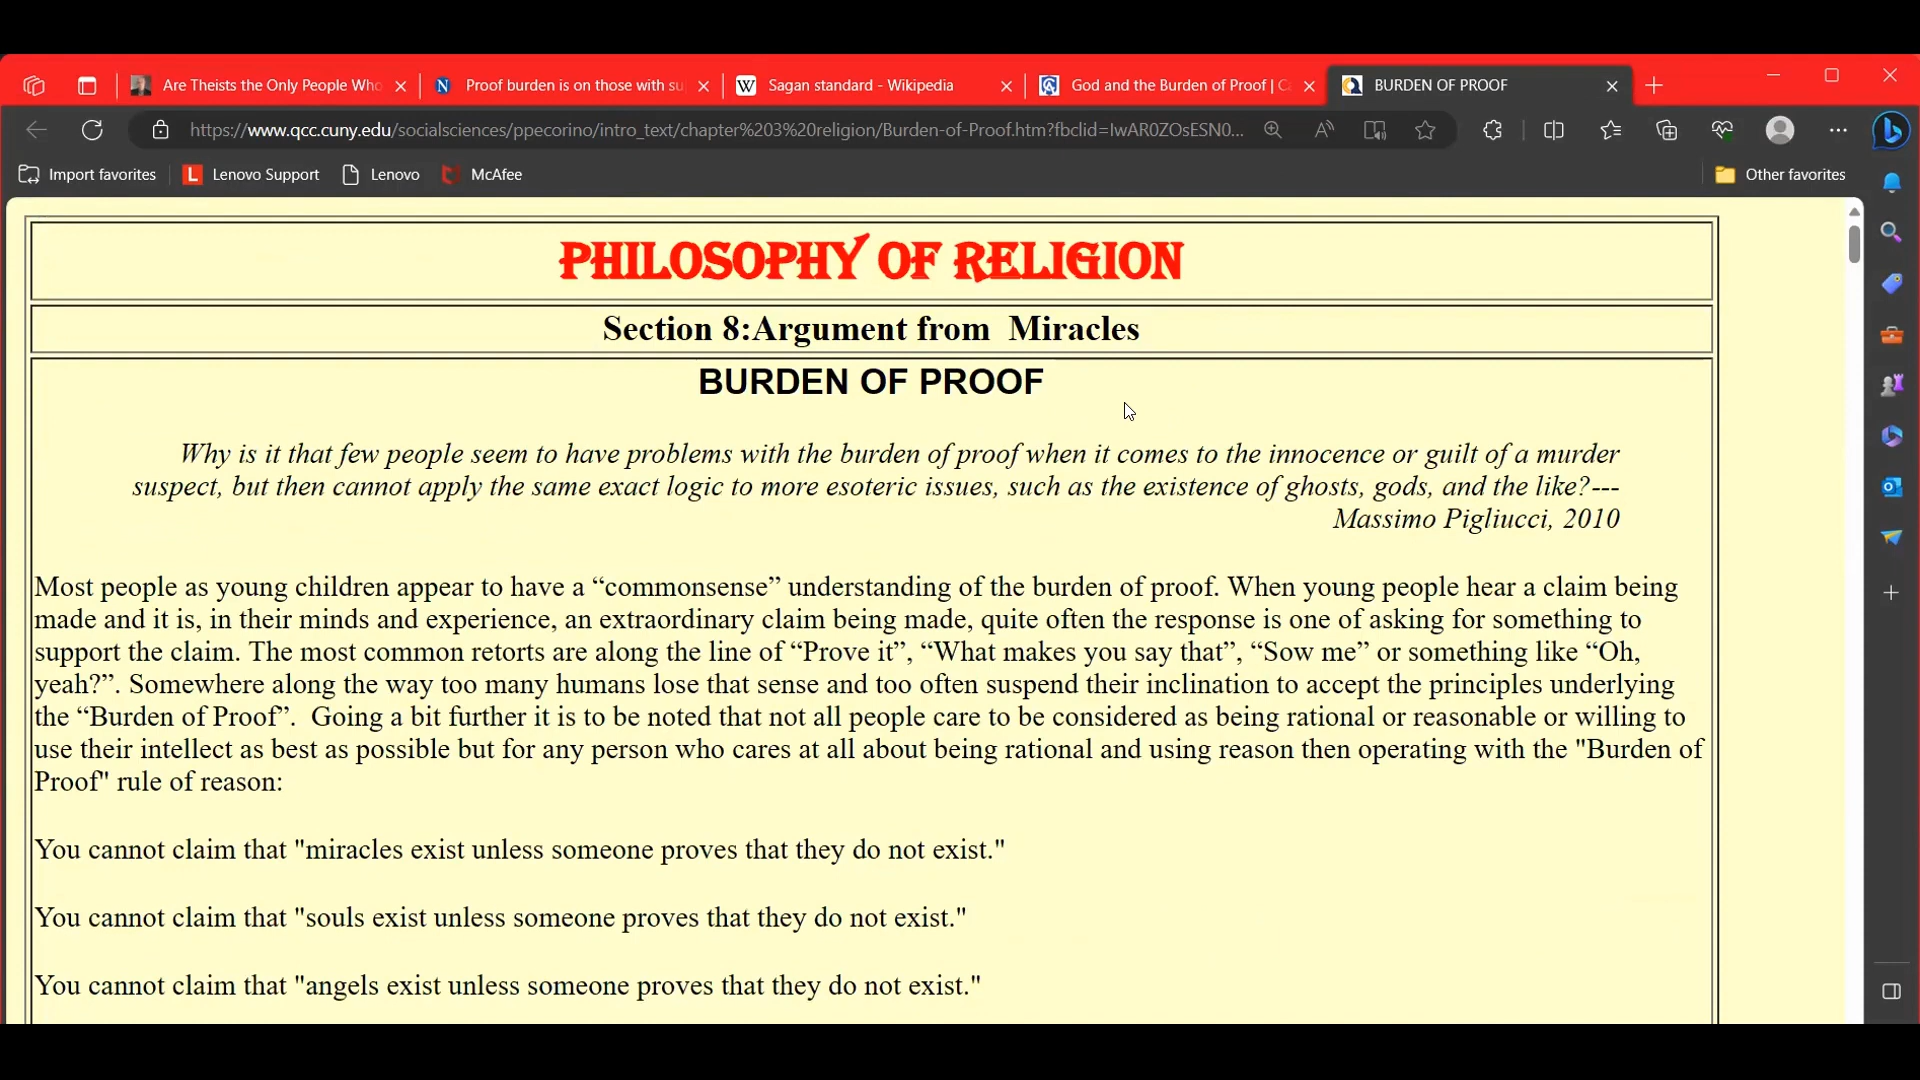 Are Theists the Only People Who
Proof burden is on those with su
Sagan standard - Wikipedia
God and the Burden of Proof | Ca
BURDEN OF PROOF
https://www.qcc.cuny.edu/socialsciences/ppecorino/intro_text/chapter%203%20religion/Burden-of-Proof.htm?fbclid=IwAR0ZOsESN0...
Import favorites
Lenovo Support
Lenovo
McAfee
Other favorites
PHILOSOPHY OF RELIGION
Section 8:Argument from  Miracles
BURDEN OF PROOF
Why is it that few people seem to have problems with the burden of proof when it comes to the innocence or guilt of a murder
suspect, but then cannot apply the same exact logic to more esoteric issues, such as the existence of ghosts, gods, and the like?---
Massimo Pigliucci, 2010
Most people as young children appear to have a “commonsense” understanding of the burden of proof. When young people hear a claim being
made and it is, in their minds and experience, an extraordinary claim being made, quite often the response is one of asking for something to
support the claim. The most common retorts are along the line of “Prove it”, “What makes you say that”, “Sow me” or something like “Oh,
yeah?”. Somewhere along the way too many humans lose that sense and too often suspend their inclination to accept the principles underlying
the “Burden of Proof”.  Going a bit further it is to be noted that not all people care to be considered as being rational or reasonable or willing to
use their intellect as best as possible but for any person who cares at all about being rational and using reason then operating with the "Burden of
Proof" rule of reason:
You cannot claim that "miracles exist unless someone proves that they do not exist."
You cannot claim that "souls exist unless someone proves that they do not exist."
You cannot claim that "angels exist unless someone proves that they do not exist."